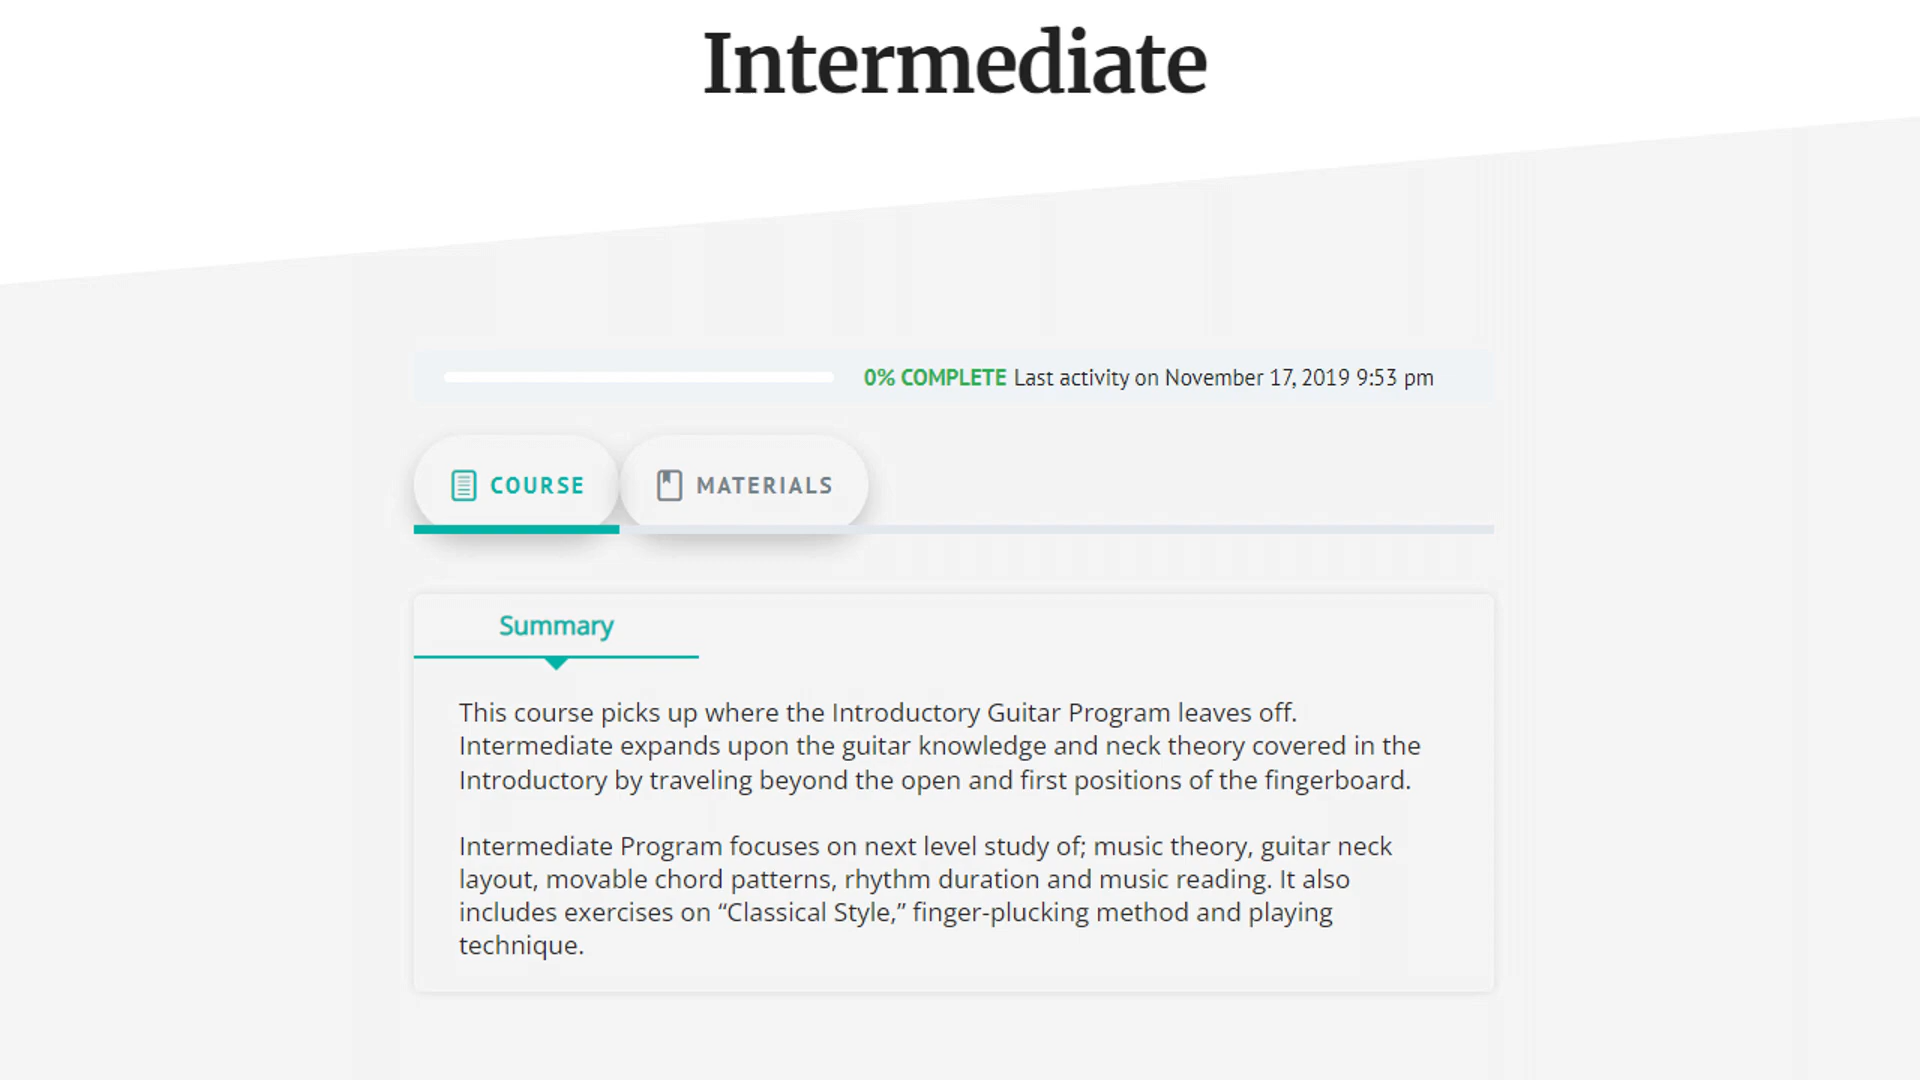 Intermediate
0% COMPLETE Last activity on November 17, 2019 9:53 pm
COURSE
MATERIALS
Summary
This course picks up where the Introductory Guitar Program leaves off.
Intermediate expands upon the guitar knowledge and neck theory covered in the
Introductory by traveling beyond the open and first positions of the fingerboard.
Intermediate Program focuses on next level study of; music theory, guitar neck
layout, movable chord patterns, rhythm duration and music reading. It also
includes exercises on “Classical Style,” finger-plucking method and playing
technique.